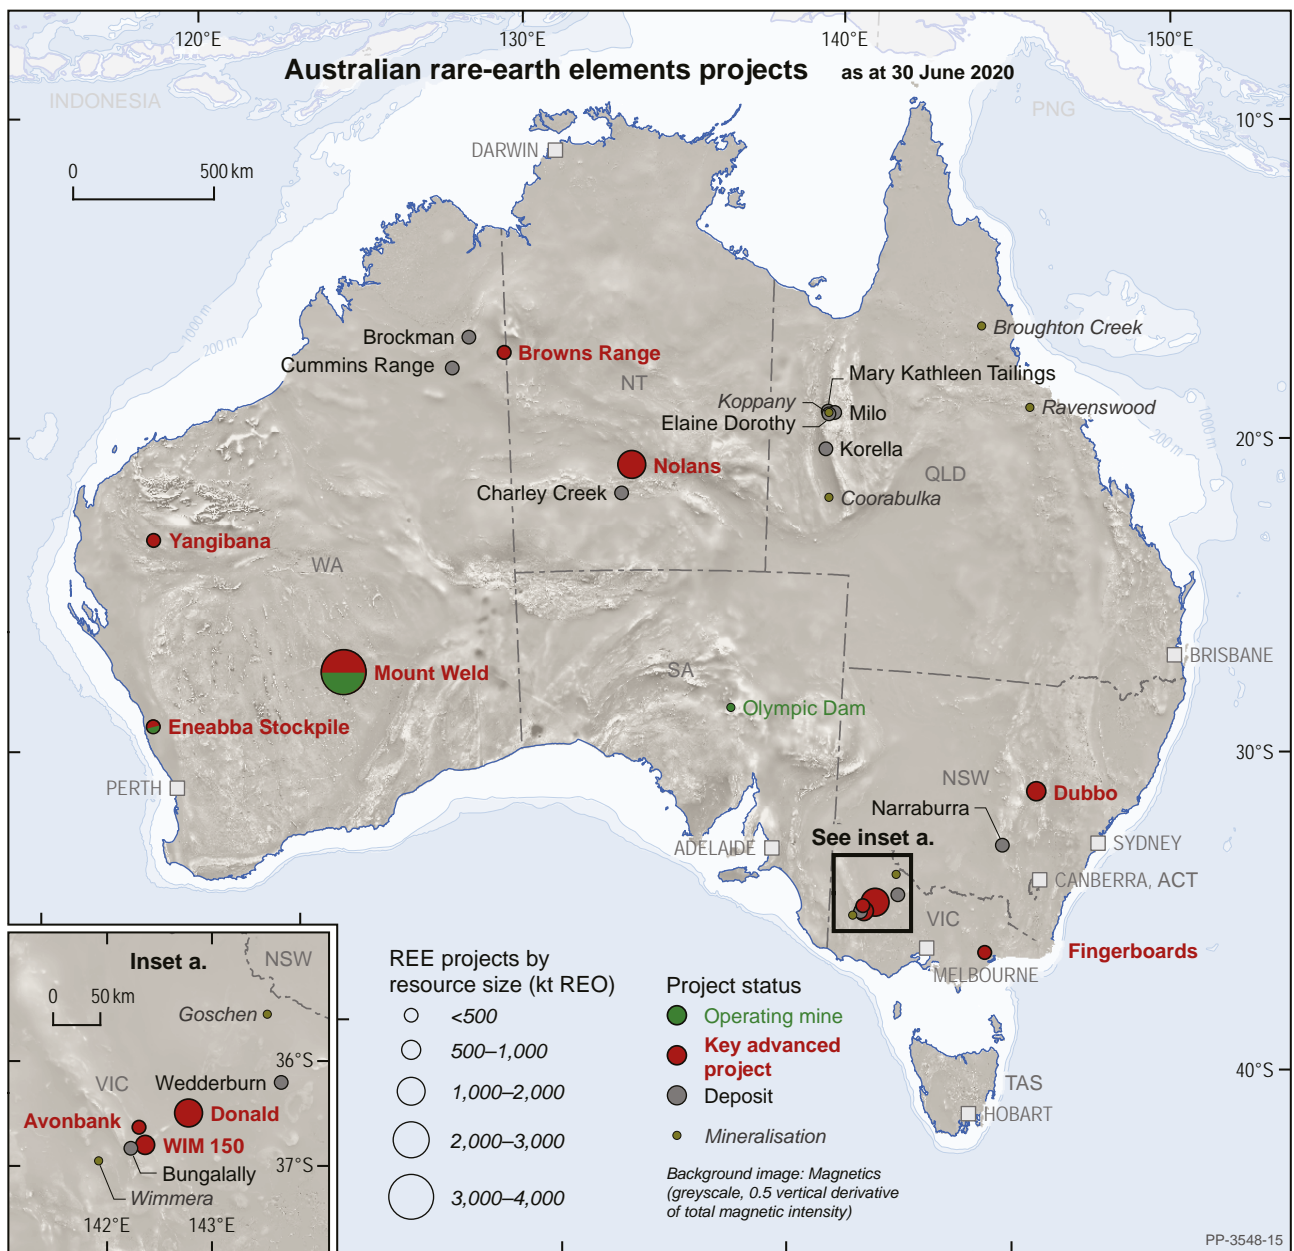 120°E
130°E
140°E
150°E
Australian rare-earth elements projects as at 30 June 2020
INDONESIA
PNG
10°S
DARWIN
0 500 km
1000 m
200 m
Brockman
Browns Range
Cummins Range
NT
Broughton Creek
Mary Kathleen Tailings
Koppany
Milo
Elaine Dorothy
Ravenswood
1000 m
200 m
20°S
Korella
Nolans
QLD
Charley Creek
Coorabulka
Yangibana
WA
Mount Weld
SA
BRISBANE
Olympic Dam
Eneabba Stockpile
30°S
PERTH
NSW
Dubbo
Narraburra
See inset a.
ADELAIDE
SYDNEY
CANBERRA, ACT
VIC
Fingerboards
MELBOURNE
40°S
TAS
HOBART
Inset a.
NSW
0 50 km
Goschen
36°S
VIC
Wedderburn
Avonbank
Donald
WIM 150
Bungalally
37°S
Wimmera
142°E
143°E
REE projects by
resource size (kt REO)
<500
500–1,000
1,000–2,000
2,000–3,000
3,000–4,000
Project status
Operating mine
Key advanced
project
Deposit
Mineralisation
Background image: Magnetics
(greyscale, 0.5 vertical derivative
of total magnetic intensity)
PP-3548-15